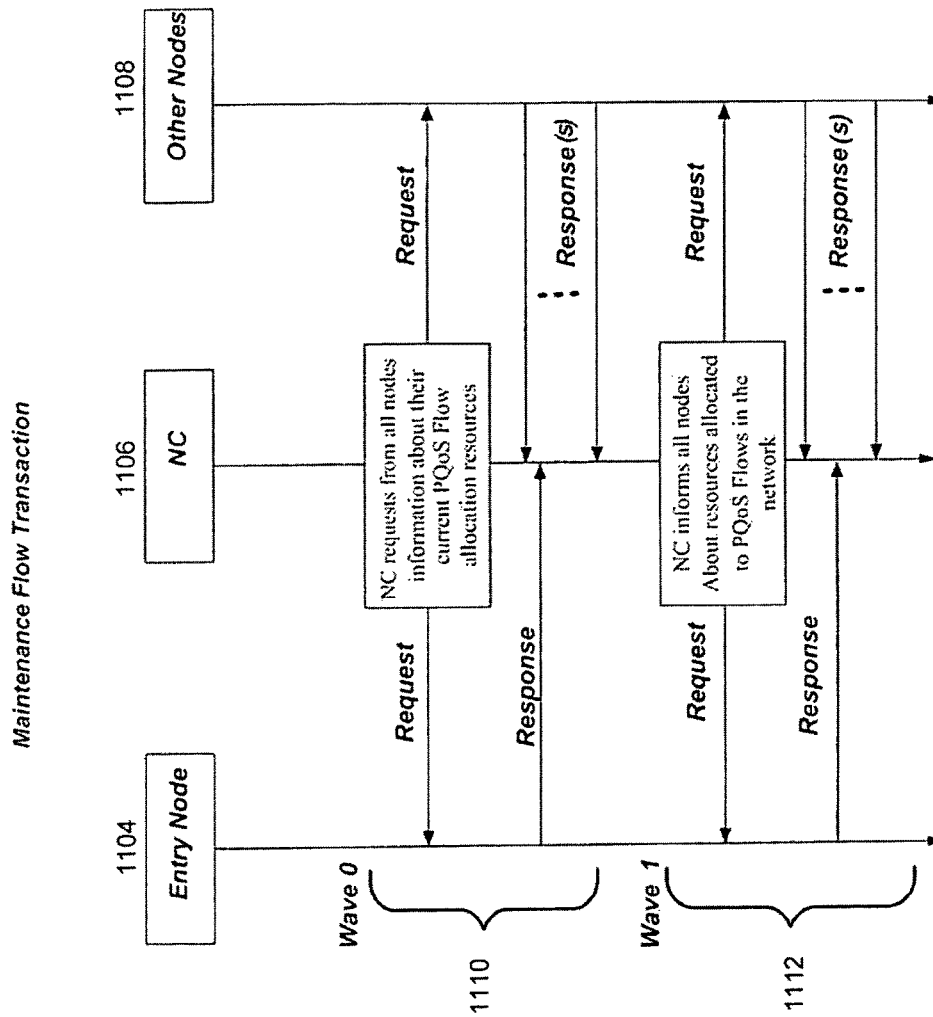 Maintenance Flow Transaction
1104
1106
1108
Entry Node
NC
Other Nodes
Wave 0
Request
NC requests from all nodes
information about their
current PQoS Flow
allocation resources
Request
Response
Response(s)
1110
Wave 1
Request
NC informs all nodes
About resources allocated
to PQoS Flows in the
network
Request
Response
Response(s)
1112